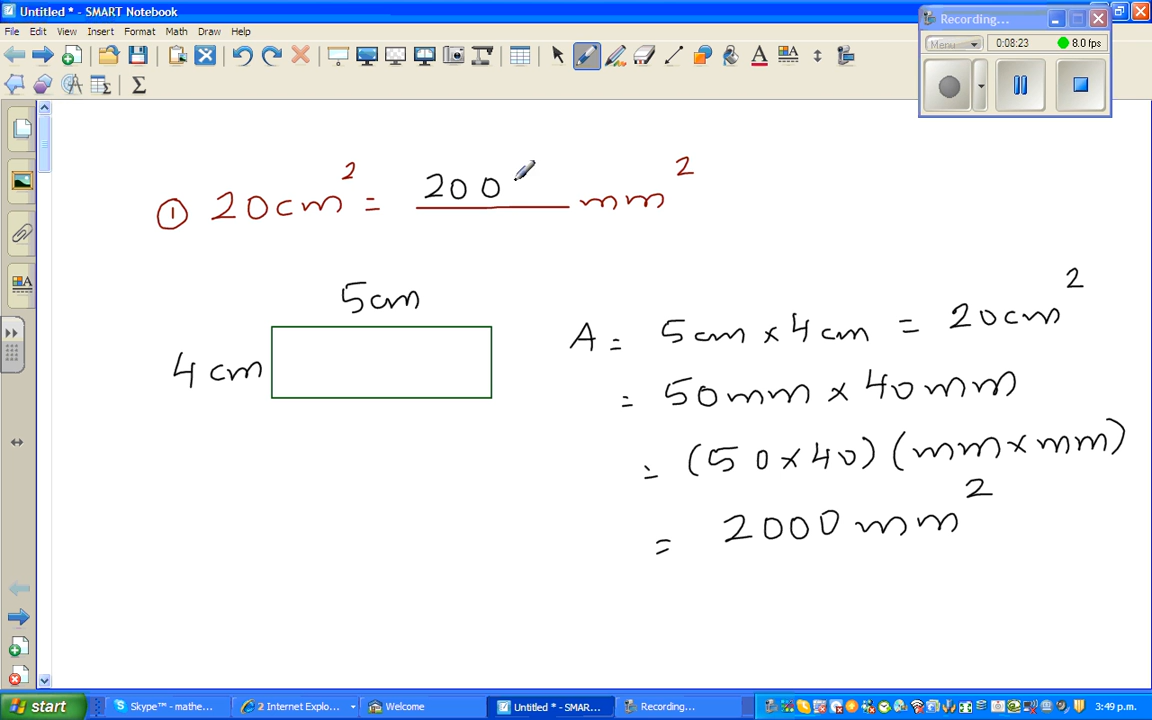 Untitled * - SMART Notebook
Recording...
File Edit View Insert Format Math Draw Help
Menu 0:08:23 8.0 fps
① 20cm² = 200 mm²
5cm
4 cm
A = 5cm × 4cm = 20cm²
= 50mm × 40mm
= (50×40) (mm×mm)
= 2000 mm²
start Skype™ - mathe... 2 Internet Explo... Welcome Untitled * - SMAR... Recording... 3:49 p.m.